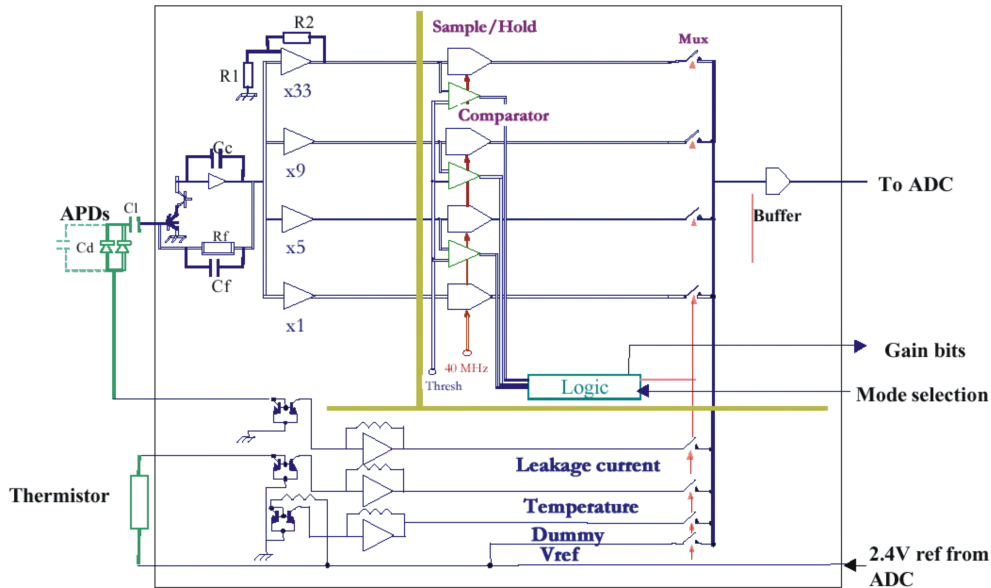 R2
Sample/Hold
Mux
R1
x33
Comparator
Cc
x9
To ADC
APDs
Cl
Buffer
Cd
Rf
x5
Cf
x1
Gain bits
40 MHz
Thresh
Logic
Mode selection
Leakage current
Thermistor
Temperature
Dummy
Vref
2.4V ref from
ADC